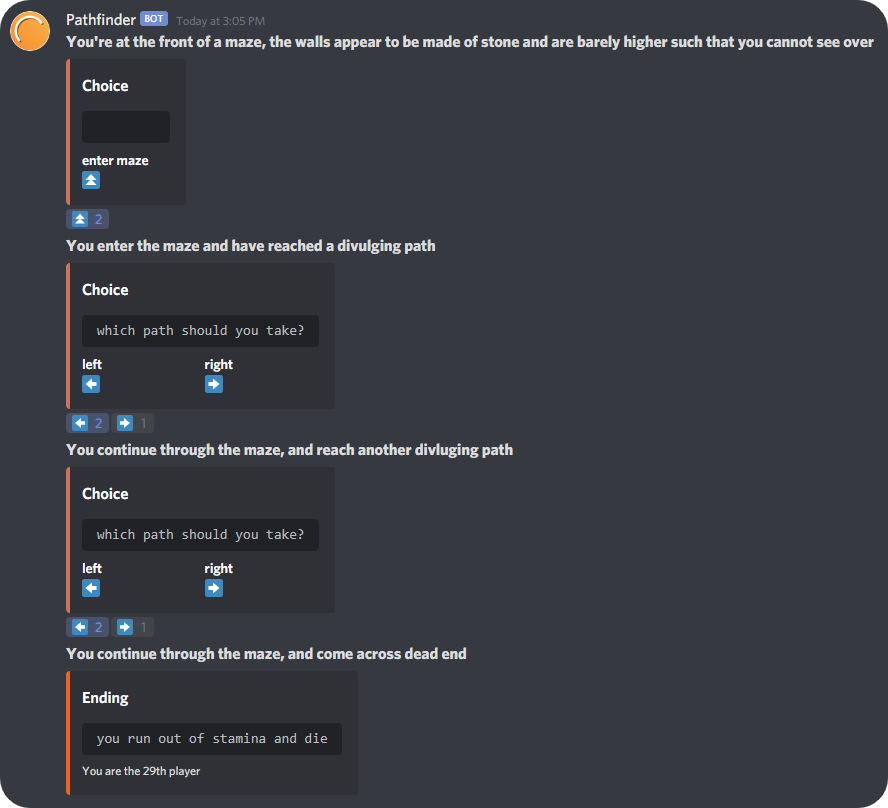 Pathfinder BOT Today at 3:05 PM
You're at the front of a maze, the walls appear to be made of stone and are barely higher such that you cannot see over
Choice
enter maze
2
You enter the maze and have reached a divulging path
Choice
which path should you take?
left right
2 1
You continue through the maze, and reach another divluging path
Choice
which path should you take?
left right
2 1
You continue through the maze, and come across dead end
Ending
you run out of stamina and die
You are the 29th player